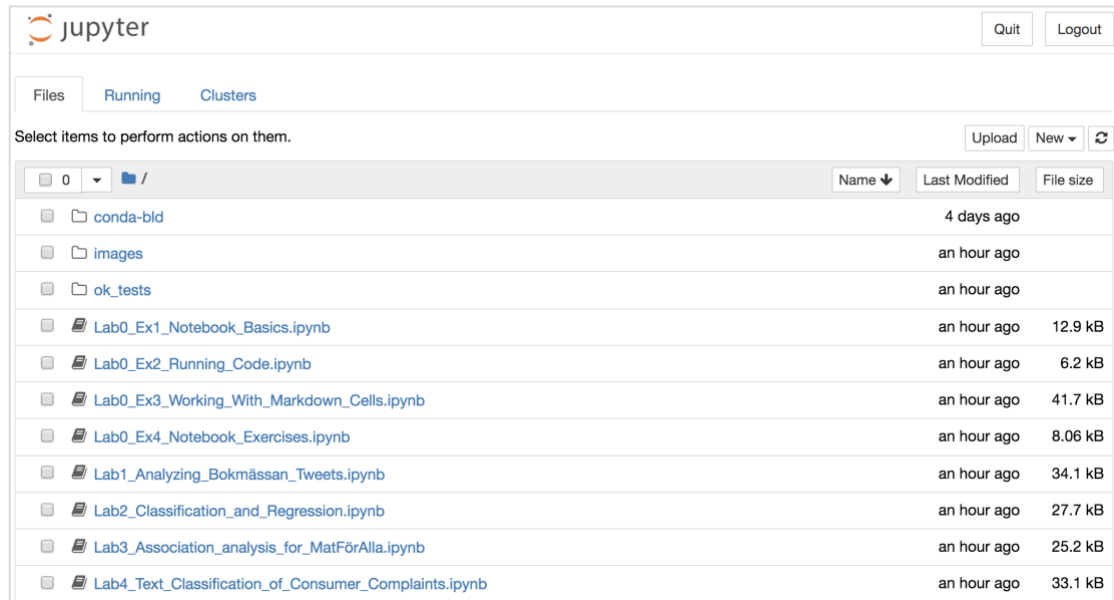 jupyter Quit Logout
Files Running Clusters
Select items to perform actions on them. Upload New
0 / Name Last Modified File size
conda-bld 4 days ago
images an hour ago
ok_tests an hour ago
Lab0_Ex1_Notebook_Basics.ipynb an hour ago 12.9 kB
Lab0_Ex2_Running_Code.ipynb an hour ago 6.2 kB
Lab0_Ex3_Working_With_Markdown_Cells.ipynb an hour ago 41.7 kB
Lab0_Ex4_Notebook_Exercises.ipynb an hour ago 8.06 kB
Lab1_Analyzing_Bokmässan_Tweets.ipynb an hour ago 34.1 kB
Lab2_Classification_and_Regression.ipynb an hour ago 27.7 kB
Lab3_Association_analysis_for_MatFörAlla.ipynb an hour ago 25.2 kB
Lab4_Text_Classification_of_Consumer_Complaints.ipynb an hour ago 33.1 kB